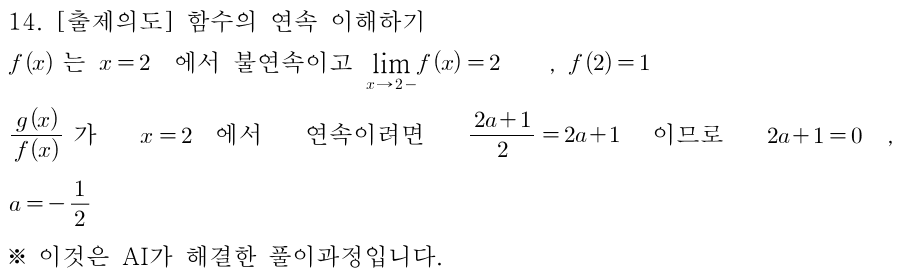 14. [출제의도] 함수의 연속 이해하기
f(x) 는 x=2 에서 불연속이고 lim_{x→2-} f(x)=2 , f(2)=1
g(x)/f(x) 가 x=2 에서 연속이려면 (2a+1)/2 =2a+1 이므로 2a+1=0 ,
a=-1/2
※ 이것은 AI가 해결한 풀이과정입니다.